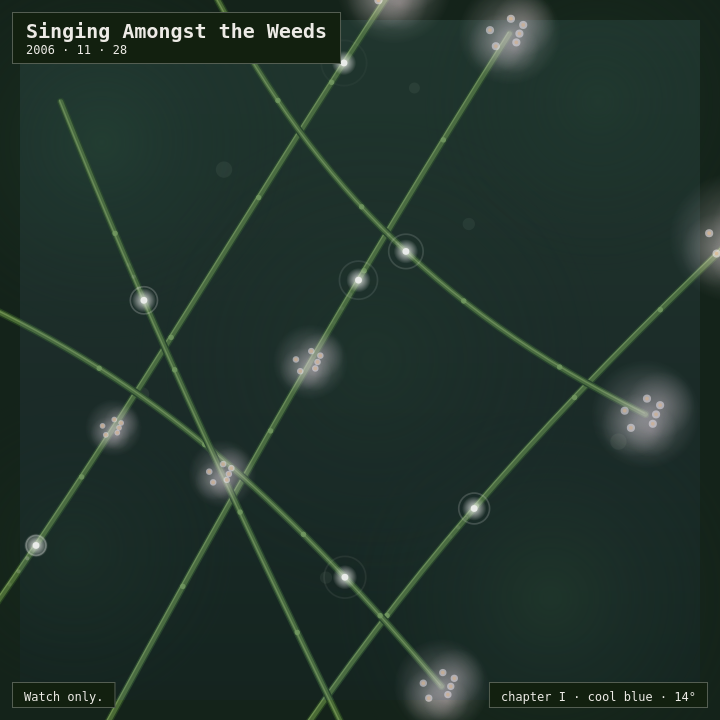 Singing Amongst the Weeds
2006 · 11 · 28
Watch only.
chapter I · cool blue · 14°